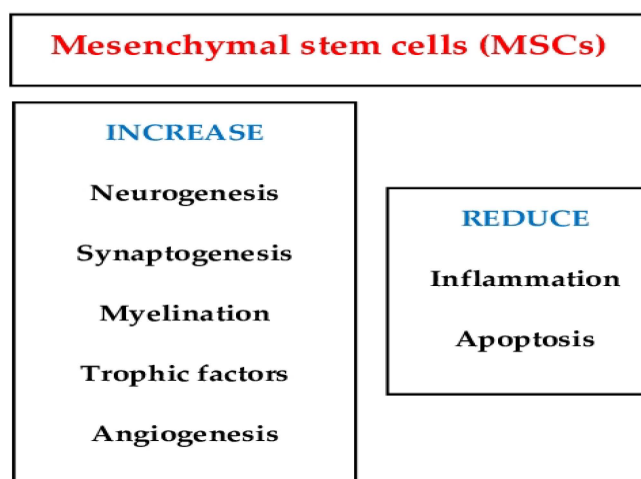 Mesenchymal stem cells (MSCs)
INCREASE
Neurogenesis
Synaptogenesis
Myelination
Trophic factors
Angiogenesis
REDUCE
Inflammation
Apoptosis